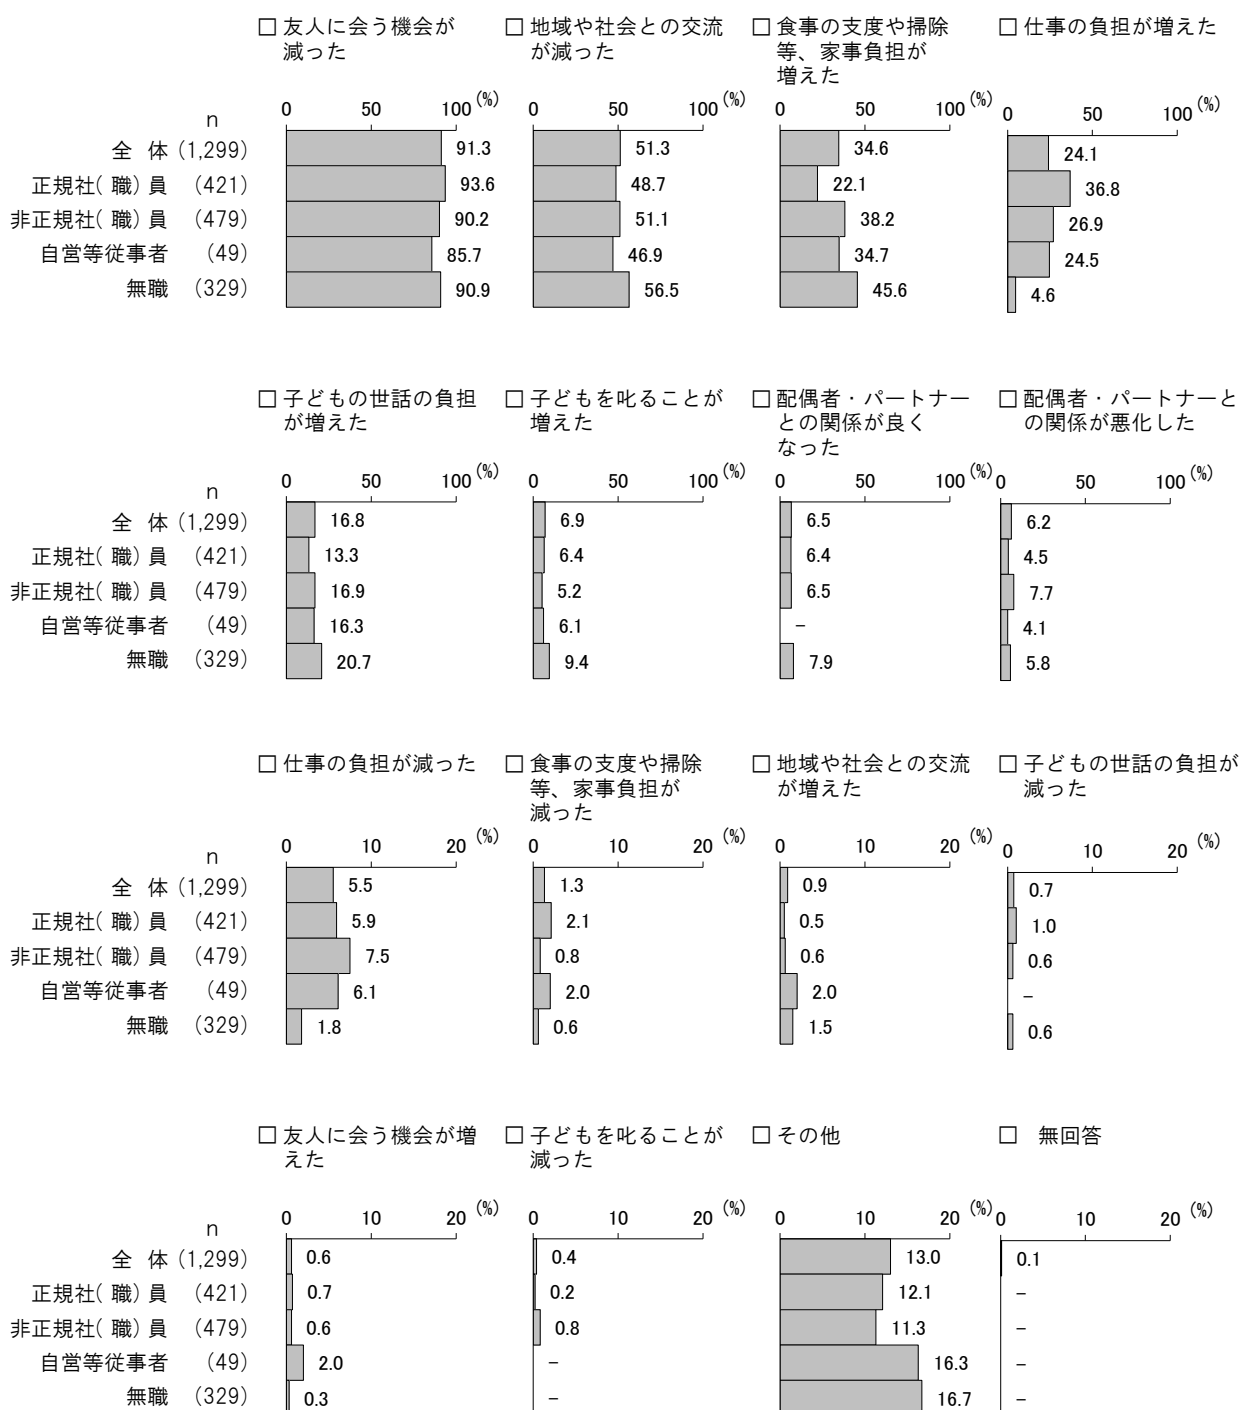 □ 友人に会う機会が
減った
□ 地域や社会との交流
が減った
□ 食事の支度や掃除
等、家事負担が
増えた
□ 仕事の負担が増えた
0 50 100 (%) 0 50 100 (%) 0 50 100 (%) 0 50 100 (%)
n
全 体 (1,299) 91.3 51.3 34.6 24.1
正規社(職)員 (421) 93.6 48.7 22.1 36.8
非正規社(職)員 (479) 90.2 51.1 38.2 26.9
自営等従事者 (49) 85.7 46.9 34.7 24.5
無職 (329) 90.9 56.5 45.6 4.6
□ 子どもの世話の負担
が増えた
□ 子どもを叱ることが
増えた
□ 配偶者・パートナー
との関係が良く
なった
□ 配偶者・パートナーと
の関係が悪化した
0 50 100 (%) 0 50 100 (%) 0 50 100 (%) 0 50 100 (%)
n
全 体 (1,299) 16.8 6.9 6.5 6.2
正規社(職)員 (421) 13.3 6.4 6.4 4.5
非正規社(職)員 (479) 16.9 5.2 6.5 7.7
自営等従事者 (49) 16.3 6.1 – 4.1
無職 (329) 20.7 9.4 7.9 5.8
□ 仕事の負担が減った
□ 食事の支度や掃除
等、家事負担が
減った
□ 地域や社会との交流
が増えた
□ 子どもの世話の負担が
減った
0 10 20 (%) 0 10 20 (%) 0 10 20 (%) 0 10 20 (%)
n
全 体 (1,299) 5.5 1.3 0.9 0.7
正規社(職)員 (421) 5.9 2.1 0.5 1.0
非正規社(職)員 (479) 7.5 0.8 0.6 0.6
自営等従事者 (49) 6.1 2.0 2.0 –
無職 (329) 1.8 0.6 1.5 0.6
□ 友人に会う機会が増
えた
□ 子どもを叱ることが
減った
□ その他
□ 無回答
0 10 20 (%) 0 10 20 (%) 0 10 20 (%) 0 10 20 (%)
n
全 体 (1,299) 0.6 0.4 13.0 0.1
正規社(職)員 (421) 0.7 0.2 12.1 –
非正規社(職)員 (479) 0.6 0.8 11.3 –
自営等従事者 (49) 2.0 – 16.3 –
無職 (329) 0.3 – 16.7 –